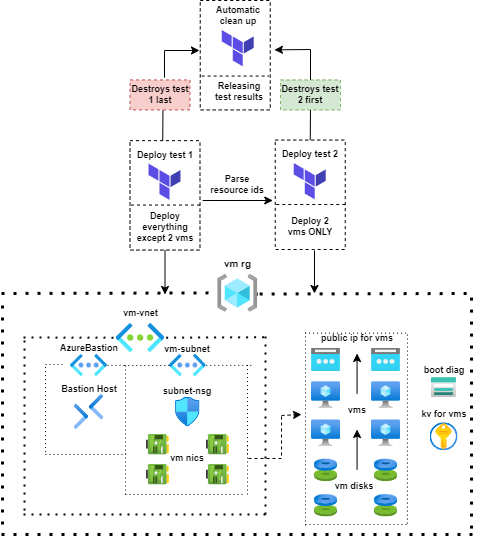 Automatic
clean up
Releasing
test results
Destroys test
1 last
Destroys test
2 first
Deploy test 1
Deploy
everything
except 2 vms
Parse
resource ids
Deploy test 2
Deploy 2
vms ONLY
vm rg
vm-vnet
AzureBastion
vm-subnet
Bastion Host
subnet-nsg
vm nics
public ip for vms
vms
vm disks
boot diag
kv for vms